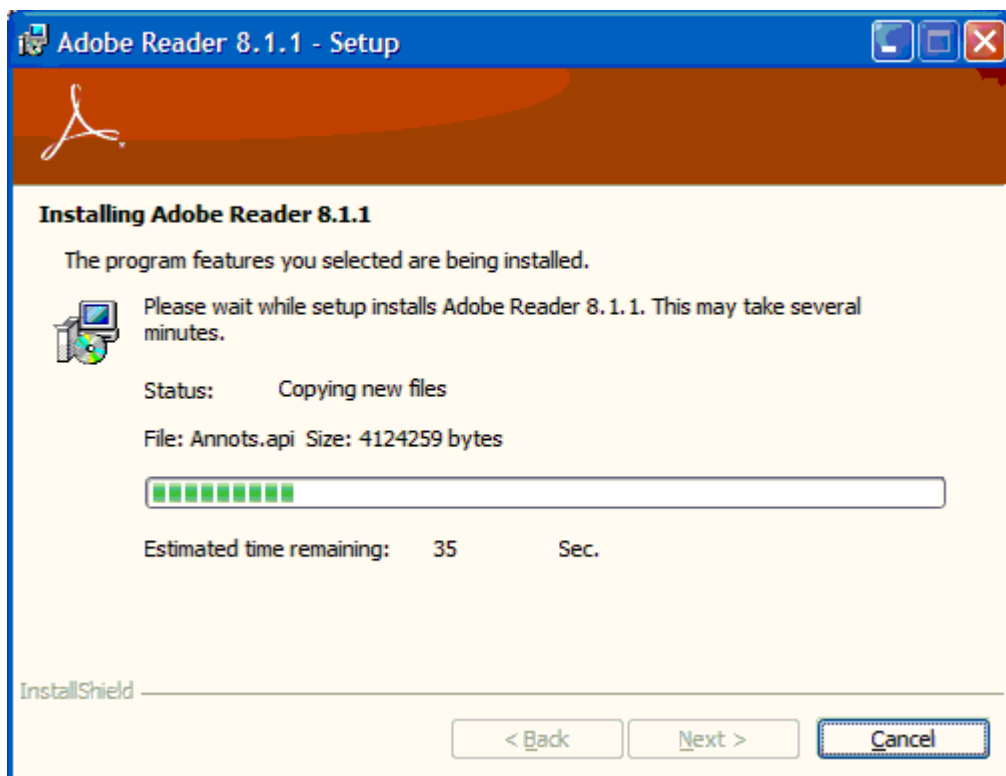 Adobe Reader 8.1.1 - Setup
Installing Adobe Reader 8.1.1
The program features you selected are being installed.
Please wait while setup installs Adobe Reader 8.1.1. This may take several
minutes.
Status: Copying new files
File: Annots.api Size: 4124259 bytes
Estimated time remaining: 35 Sec.
InstallShield
< Back Next > Cancel